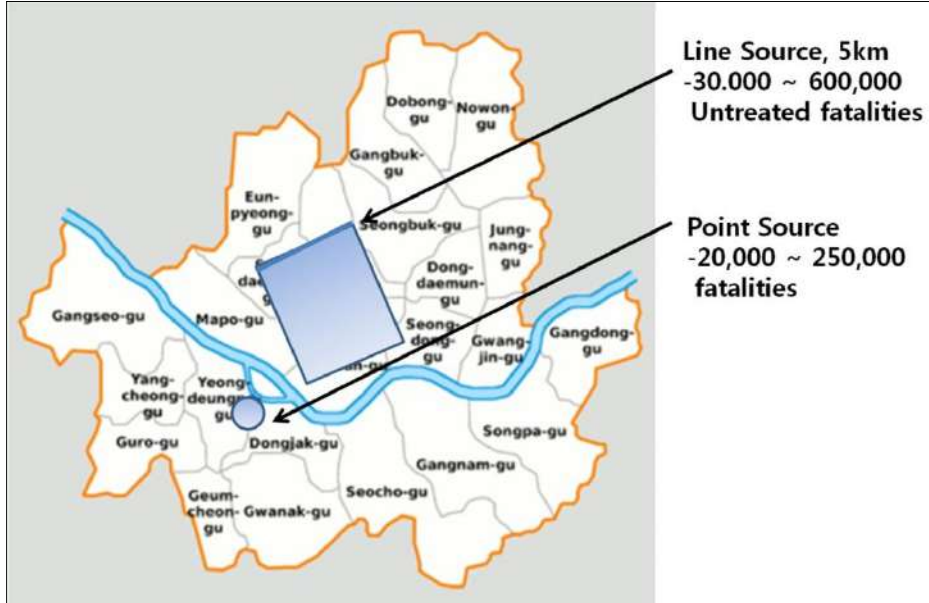 Line Source, 5km
-30.000 ~ 600,000
Untreated fatalities
Dobong-
gu
Nowon-
gu
Gangbuk-
gu
Eun-
pyeong-
gu
Seongbuk-gu
Jung-
nang-
gu
Point Source
-20,000 ~ 250,000
fatalities
Dong-
daemun-
gu
Gangseo-gu
Mapo-gu
Seong-
dong-
gu
Gwang-
jin-gu
Gangdong-
gu
Yang-
cheong-
gu
Yeong-
Guro-gu
Dongjak-gu
Songpa-gu
Gangnam-gu
Seocho-gu
Geum-
cheon-
gu
Gwanak-gu